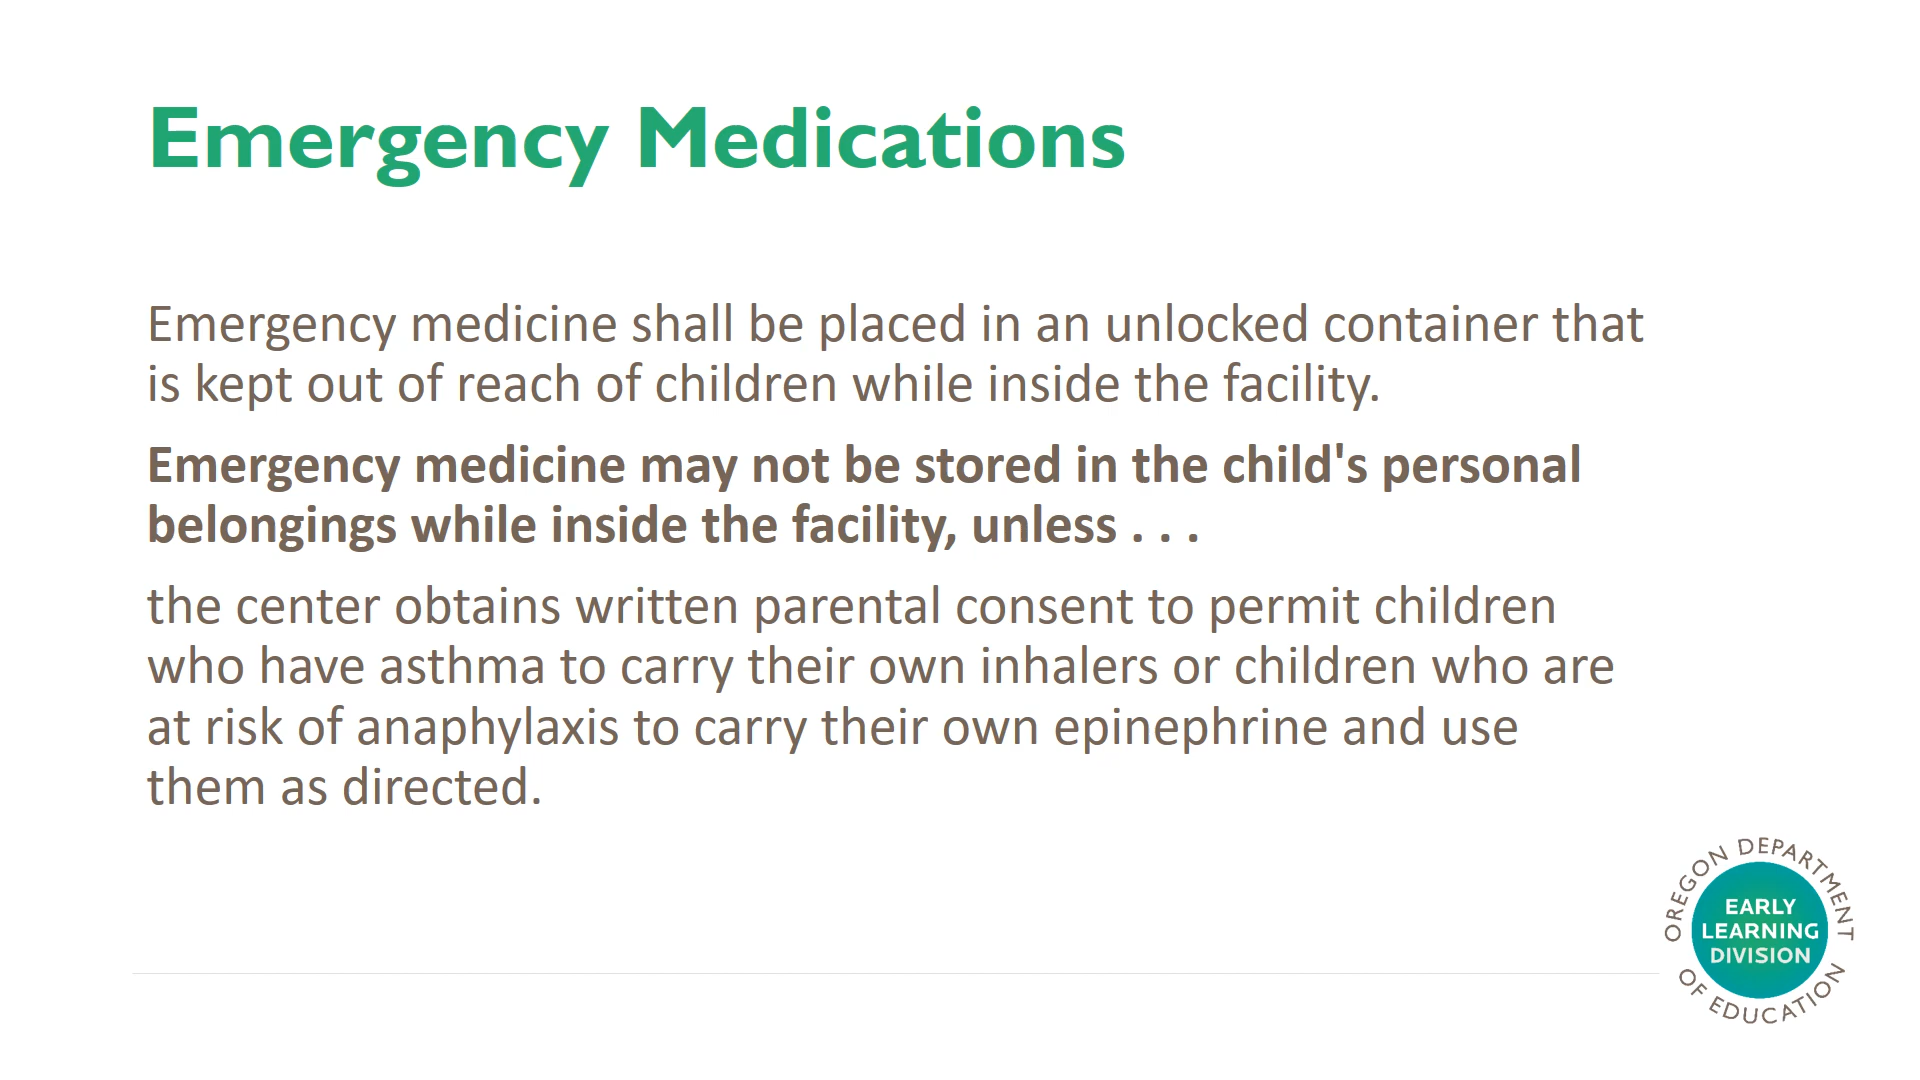 Emergency Medications
Emergency medicine shall be placed in an unlocked container that
is kept out of reach of children while inside the facility.
Emergency medicine may not be stored in the child's personal
belongings while inside the facility, unless . . .
the center obtains written parental consent to permit children
who have asthma to carry their own inhalers or children who are
at risk of anaphylaxis to carry their own epinephrine and use
them as directed.
OREGON DEPARTMENT
EARLY
LEARNING
DIVISION
OF EDUCATION